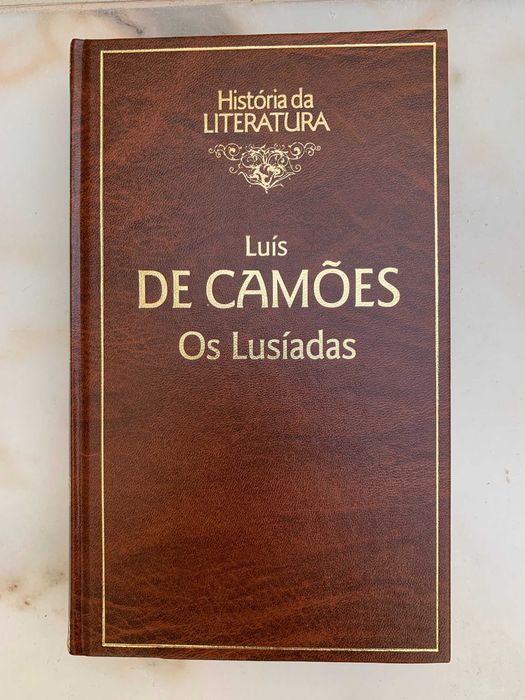 História da
LITERATURA
Luís
DE CAMÕES
Os Lusíadas